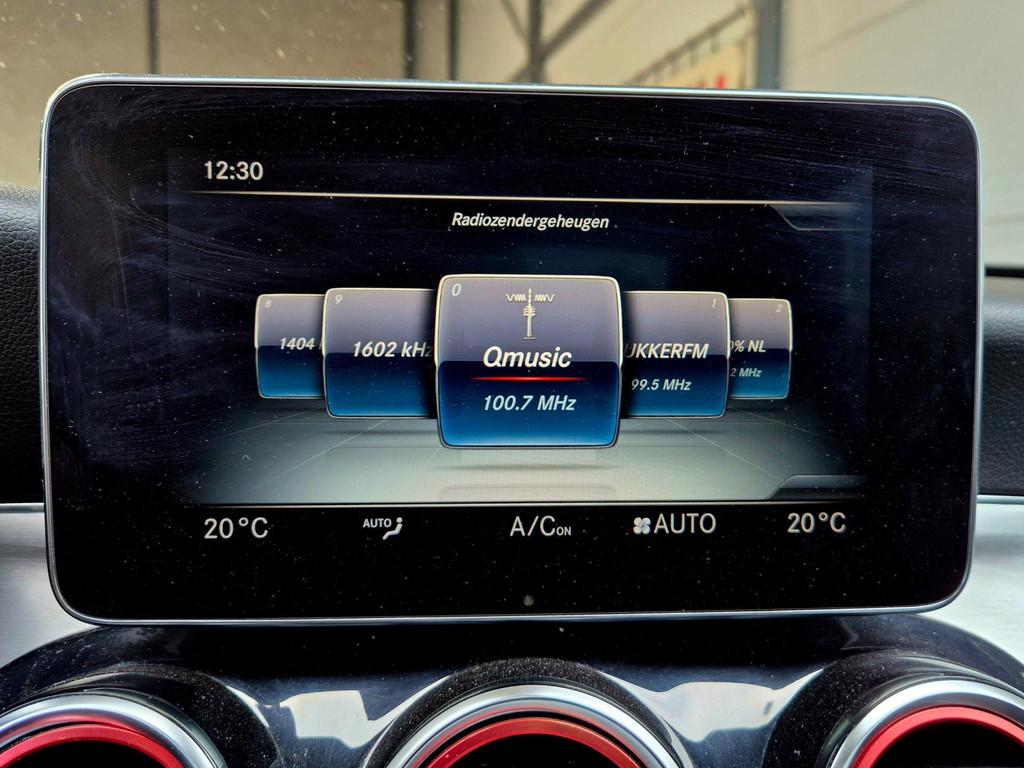 12:30
Radiozendergeheugen
8
1404
9
1602 kHz
0
Qmusic
100.7 MHz
1
UKKERFM
99.5 MHz
2
% NL
2 MHz
20°C
AUTO
A/C ON
AUTO
20°C